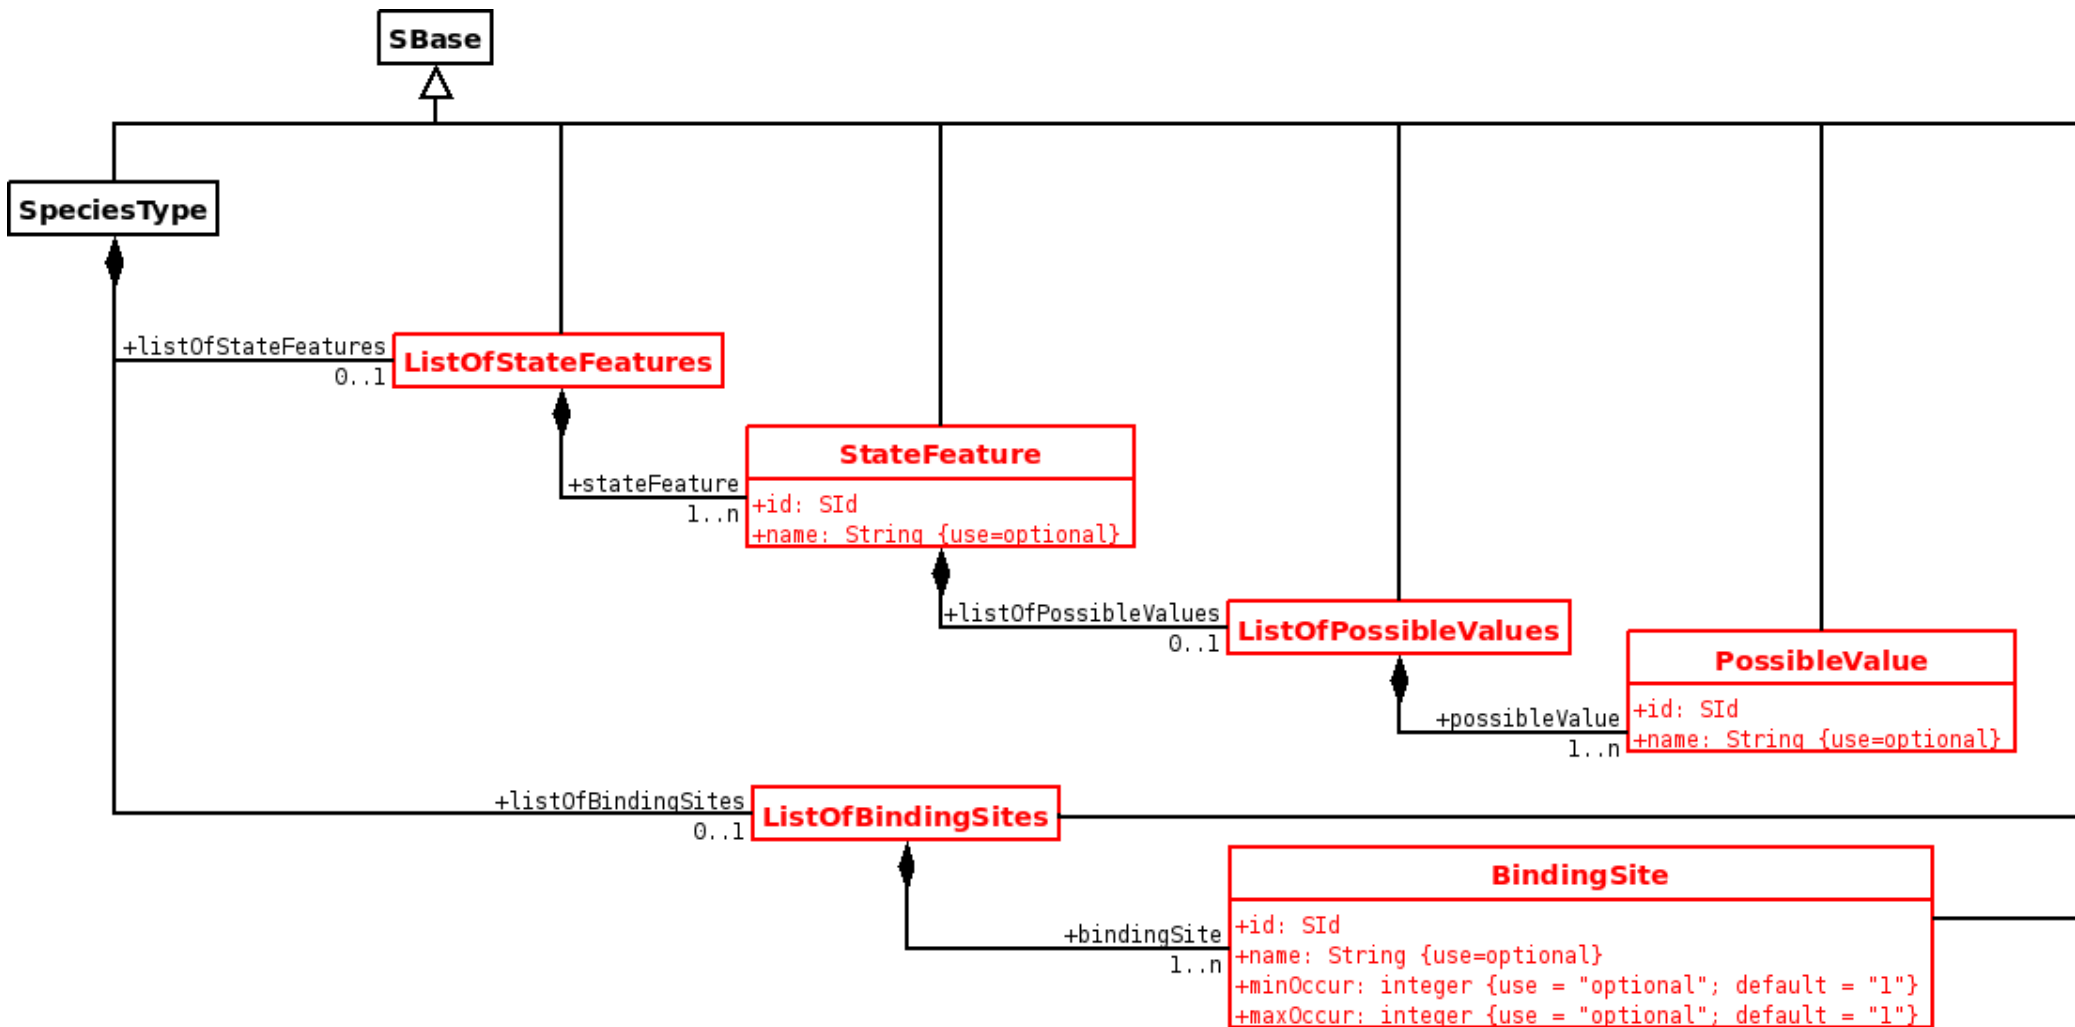 SBase
SpeciesType
+listOfStateFeatures
0..1
ListOfStateFeatures
+stateFeature
1..n
StateFeature
+id: SId
+name: String {use=optional}
+listOfPossibleValues
0..1
ListOfPossibleValues
+possibleValue
1..n
PossibleValue
+id: SId
+name: String {use=optional}
+listOfBindingSites
0..1
ListOfBindingSites
+bindingSite
1..n
BindingSite
+id: SId
+name: String {use=optional}
+minOccur: integer {use = "optional"; default = "1"}
+maxOccur: integer {use = "optional"; default = "1"}